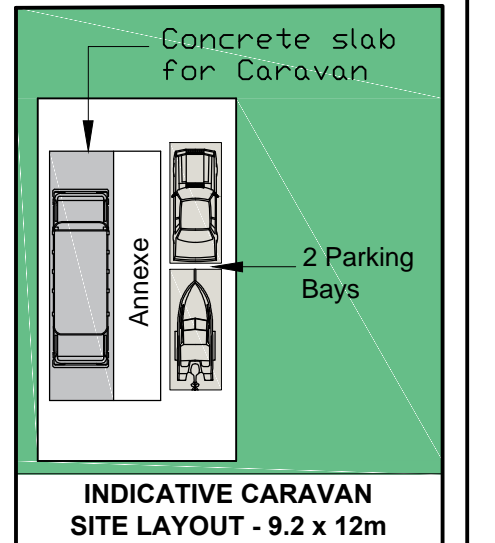 Concrete slab
for Caravan
Annexe
2 Parking
Bays
INDICATIVE CARAVAN
SITE LAYOUT - 9.2 x 12m